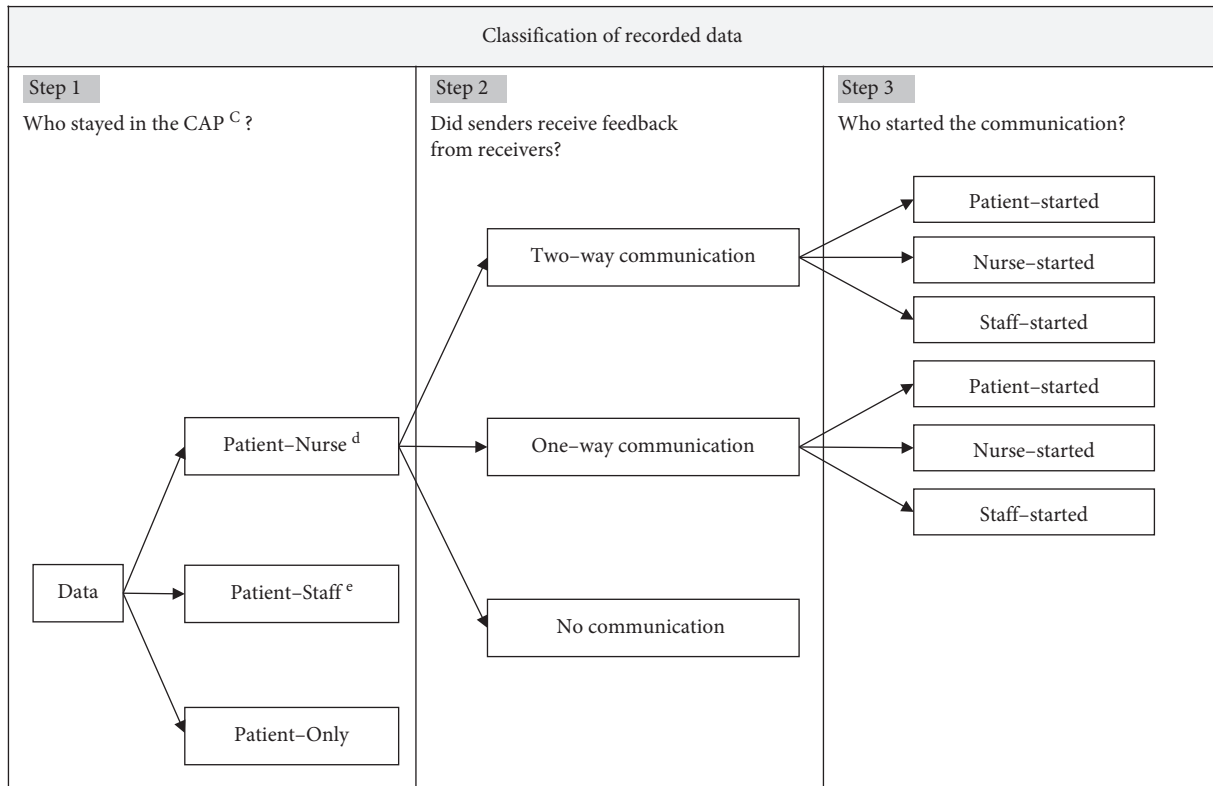 Classification of recorded data
Step 1
Who stayed in the CAP C ?
Data
Patient–Nurse d
Patient–Staff e
Patient–Only
Step 2
Did senders receive feedback
from receivers?
Two–way communication
One–way communication
No communication
Step 3
Who started the communication?
Patient–started
Nurse–started
Staff–started
Patient–started
Nurse–started
Staff–started